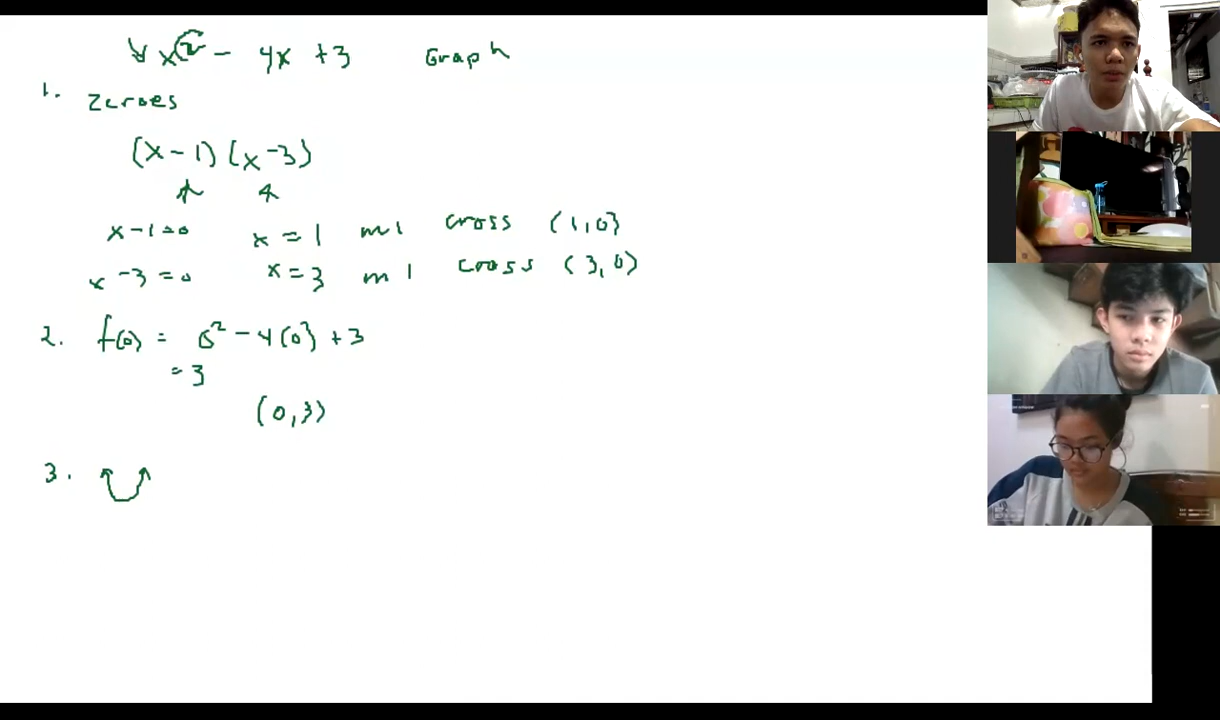 x² - 4x + 3 Graph
1. Zeroes
(x - 1) (x - 3)
x - 1 = 0 x = 1 m 1 cross (1, 0)
x - 3 = 0 x = 3 m 1 cross (3, 0)
2. f(0) = 0² - 4(0) + 3
= 3
(0, 3)
3.